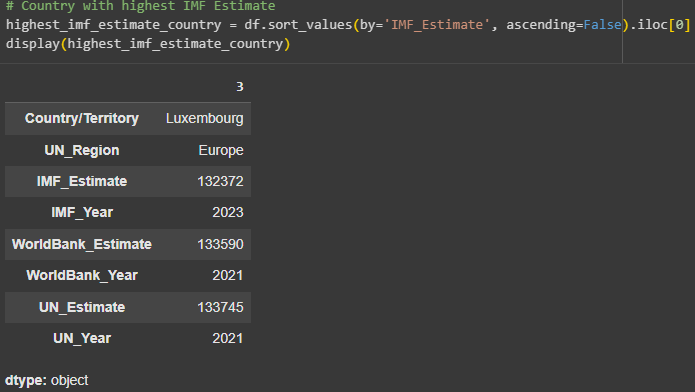 # Country with highest IMF Estimate
highest_imf_estimate_country = df.sort_values(by='IMF_Estimate', ascending=False).iloc[0]
display(highest_imf_estimate_country)
3
Country/Territory Luxembourg
UN_Region Europe
IMF_Estimate 132372
IMF_Year 2023
WorldBank_Estimate 133590
WorldBank_Year 2021
UN_Estimate 133745
UN_Year 2021
dtype: object